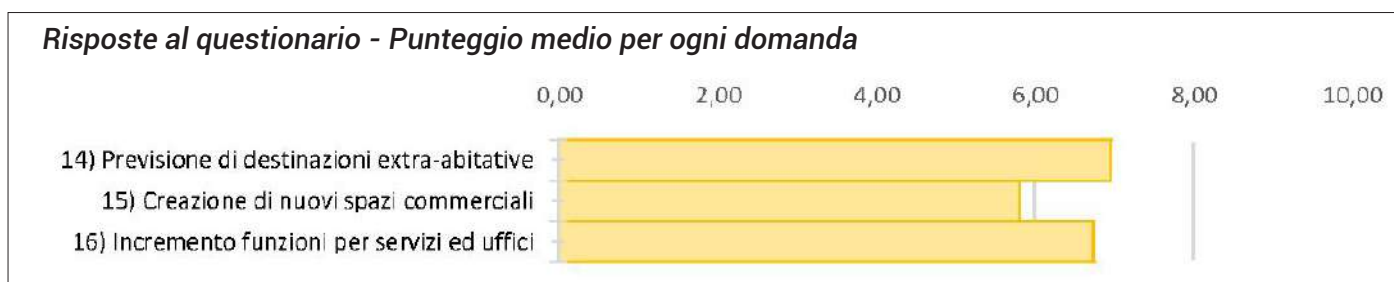 Risposte al questionario - Punteggio medio per ogni domanda
0,00 2,00 4,00 6,00 8,00 10,00
14) Previsione di destinazioni extra-abitative
15) Creazione di nuovi spazi commerciali
16) Incremento funzioni per servizi ed uffici